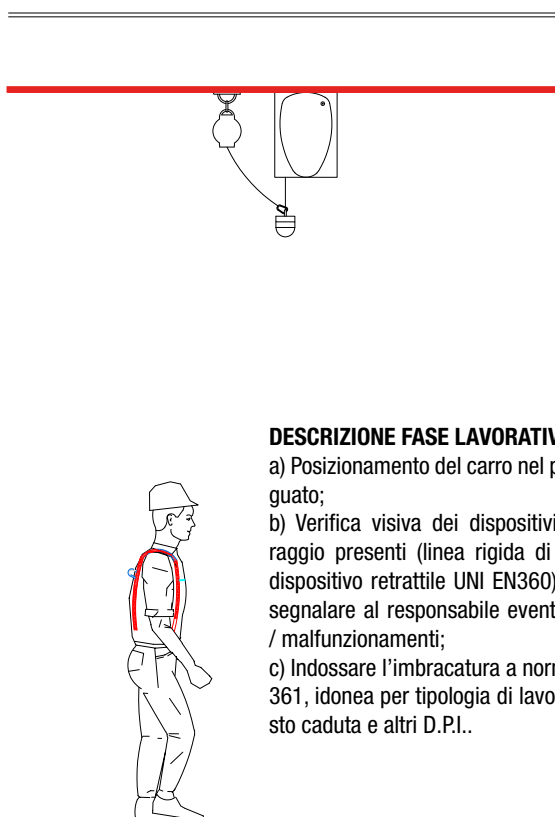 DESCRIZIONE FASE LAVORATIV
a) Posizionamento del carro nel p
guato;
b) Verifica visiva dei dispositivi
raggio presenti (linea rigida di
dispositivo retrattile UNI EN360)
segnalare al responsabile event
/ malfunzionamenti;
c) Indossare l’imbracatura a norm
361, idonea per tipologia di lavo
sto caduta e altri D.P.I..